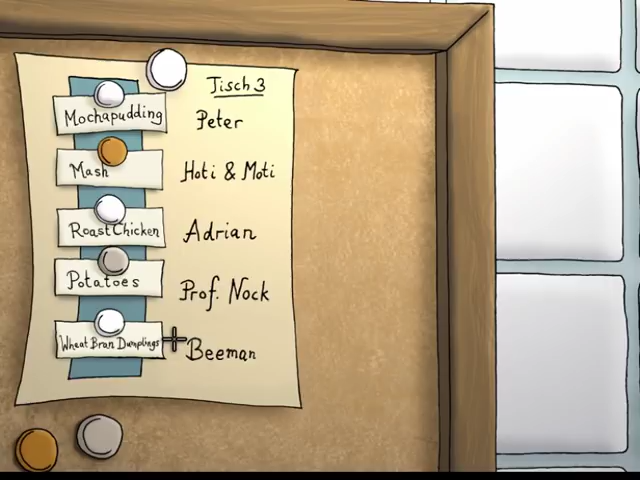 Tisch 3
Mochapudding Peter
Mash Hoti & Moti
Roast Chicken Adrian
Potatoes Prof. Nock
Wheat Bran Dumplings Beeman